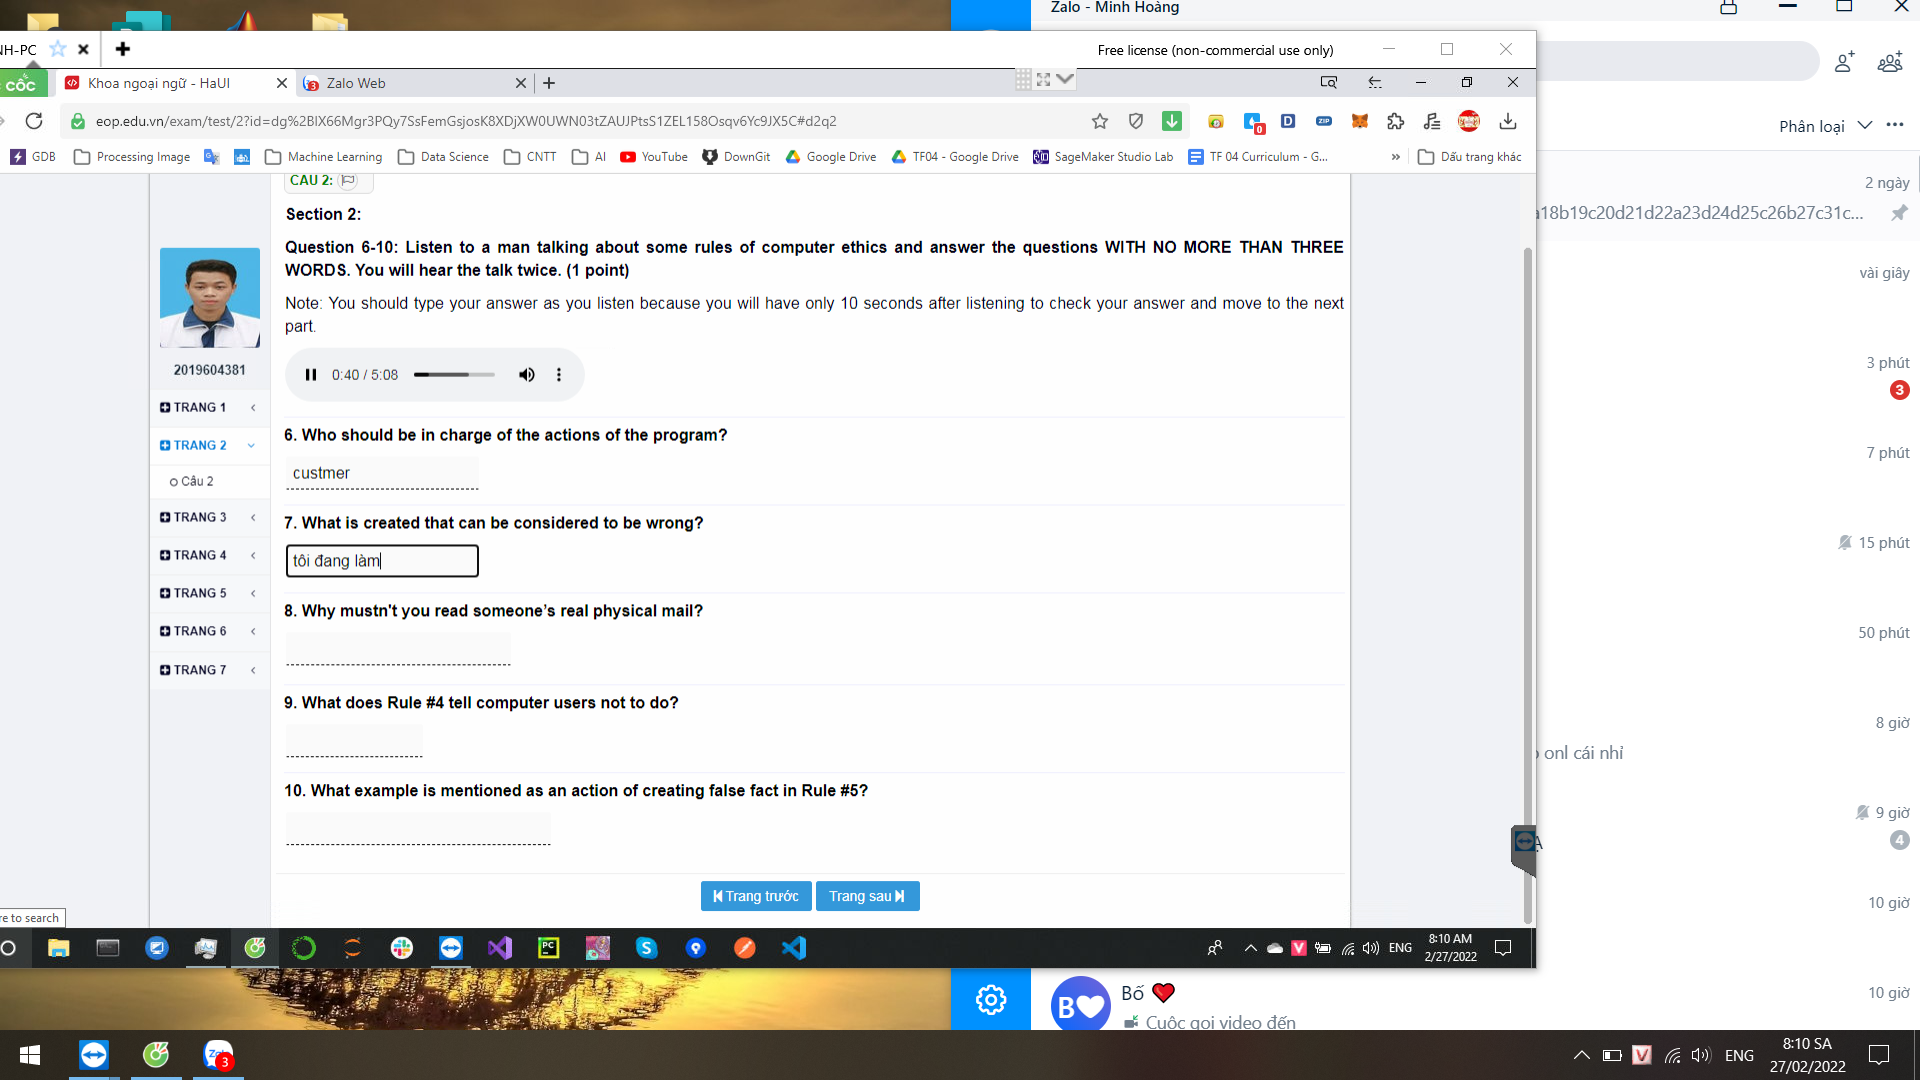 Zalo - Minh Hoàng
NH-PC
Free license (non-commercial use only)
cốc
Khoa ngoại ngữ - HaUI
Zalo Web
eop.edu.vn/exam/test/2?id=dg%2BIX66Mgr3PQy7SsFemGsjosK8XDjXW0UWN03tZAUJPtsS1ZEL158Osqv6Yc9JX5C#d2q2
0
ZIP
Phân loại
GDB
Processing Image
Machine Learning
Data Science
CNTT
AI
YouTube
DownGit
Google Drive
TF04 - Google Drive
SageMaker Studio Lab
TF 04 Curriculum - G...
»
Dấu trang khác
CÂU 2:
2 ngày
a18b19c20d21d22a23d24d25c26b27c31c...
Section 2:
Question 6-10: Listen to a man talking about some rules of computer ethics and answer the questions WITH NO MORE THAN THREE
WORDS. You will hear the talk twice. (1 point)
vài giây
Note: You should type your answer as you listen because you will have only 10 seconds after listening to check your answer and move to the next
part.
2019604381
0:40 / 5:08
3 phút
3
TRANG 1
TRANG 2
Câu 2
TRANG 3
TRANG 4
TRANG 5
TRANG 6
TRANG 7
6. Who should be in charge of the actions of the program?
custmer
7 phút
7. What is created that can be considered to be wrong?
tôi đang làm
15 phút
8. Why mustn't you read someone's real physical mail?
50 phút
9. What does Rule #4 tell computer users not to do?
8 giờ
onl cái nhỉ
10. What example is mentioned as an action of creating false fact in Rule #5?
9 giờ
4
Trang trước
Trang sau
10 giờ
re to search
PC
ENG
8:10 AM
2/27/2022
B
Bố
10 giờ
Cuộc gọi video đến
3
ENG
8:10 SA
27/02/2022